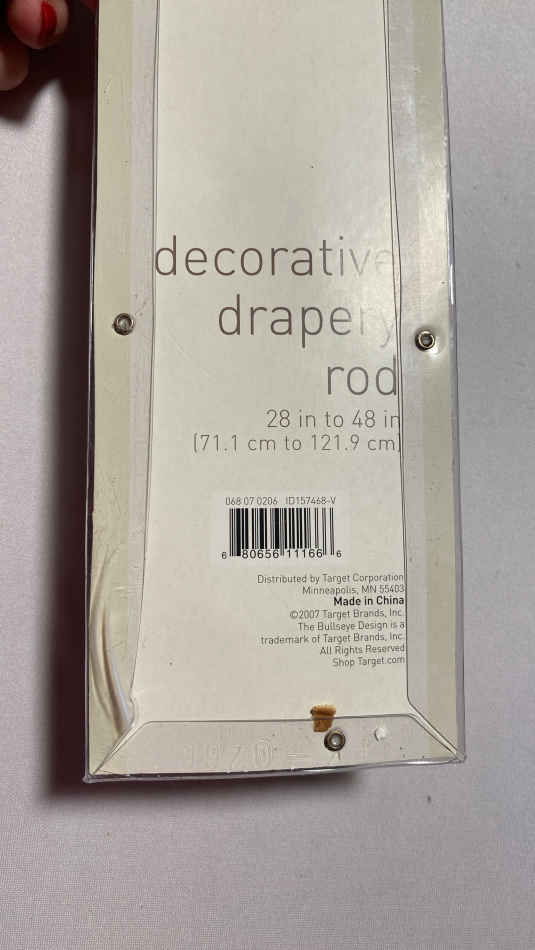 decorative
drapery
rod
28 in to 48 in
(71.1 cm to 121.9 cm)
068 07 0206 ID157468-V
6 80656 11166 6
Distributed by Target Corporation
Minneapolis, MN 55403
Made in China
©2007 Target Brands, Inc.
The Bullseye Design is a
trademark of Target Brands, Inc.
All Rights Reserved
Shop Target.com